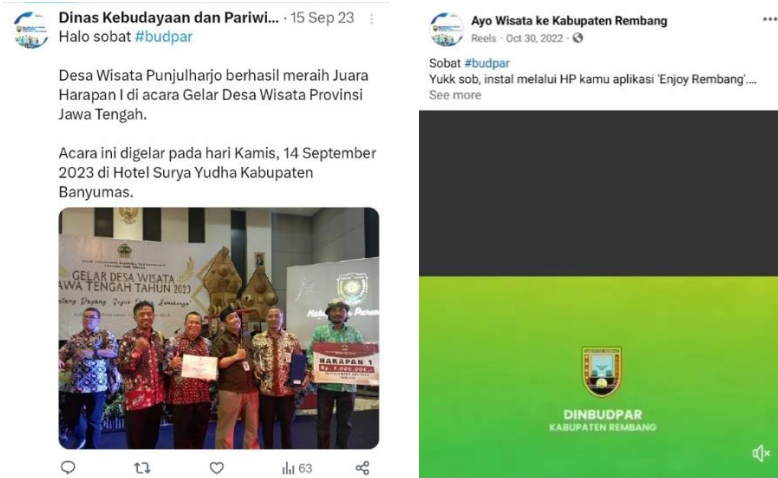 Dinas Kebudayaan dan Pariwi... · 15 Sep 23
Halo sobat #budpar
Desa Wisata Punjulharjo berhasil meraih Juara
Harapan I di acara Gelar Desa Wisata Provinsi
Jawa Tengah.
Acara ini digelar pada hari Kamis, 14 September
2023 di Hotel Surya Yudha Kabupaten
Banyumas.
GELAR DESA WISATA
JAWA TENGAH TAHUN 2023
HARAPAN 1
63
Ayo Wisata ke Kabupaten Rembang
Reels · Oct 30, 2022 ·
Sobat #budpar
Yukk sob, instal melalui HP kamu aplikasi 'Enjoy Rembang'....
See more
DINBUDPAR
KABUPATEN REMBANG